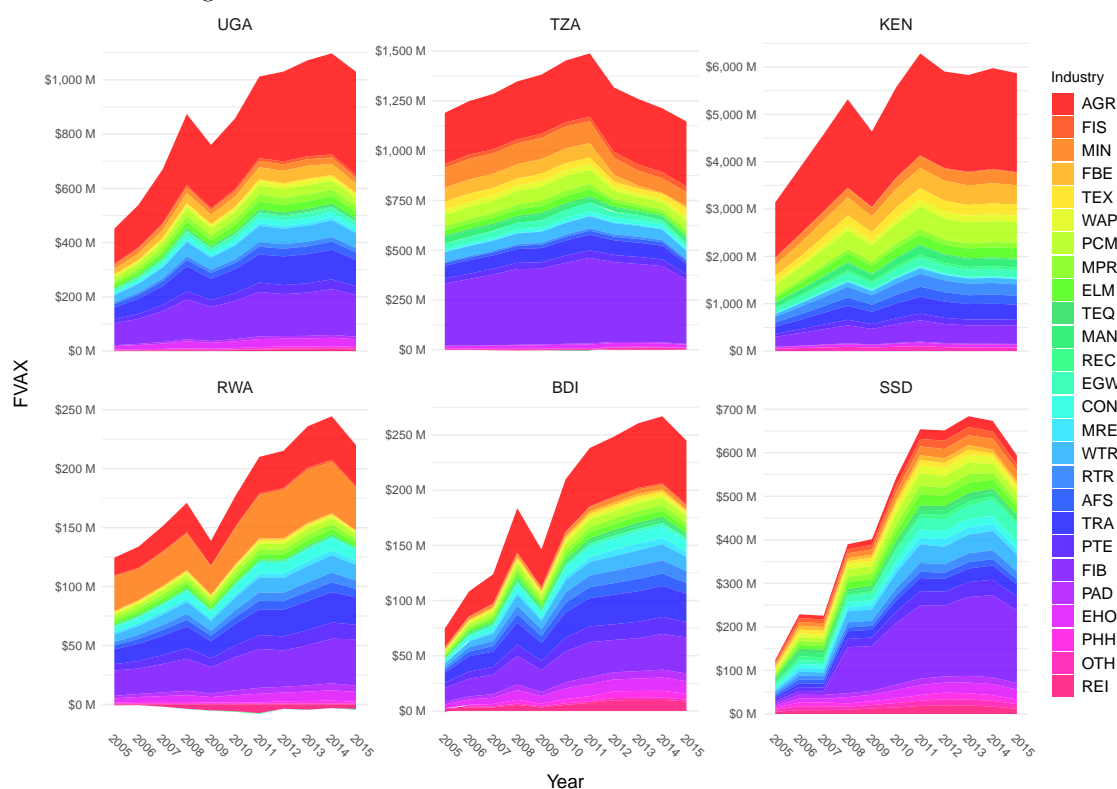 UGA
TZA
KEN
$1,000 M
$800 M
$600 M
$400 M
$200 M
$0 M
$1,500 M
$1,250 M
$1,000 M
$750 M
$500 M
$250 M
$0 M
$6,000 M
$5,000 M
$4,000 M
$3,000 M
$2,000 M
$1,000 M
$0 M
FVAX
RWA
BDI
SSD
$250 M
$200 M
$150 M
$100 M
$50 M
$0 M
$250 M
$200 M
$150 M
$100 M
$50 M
$0 M
$700 M
$600 M
$500 M
$400 M
$300 M
$200 M
$100 M
$0 M
2005 2006 2007 2008 2009 2010 2011 2012 2013 2014 2015
2005 2006 2007 2008 2009 2010 2011 2012 2013 2014 2015
2005 2006 2007 2008 2009 2010 2011 2012 2013 2014 2015
Year
Industry
AGR
FIS
MIN
FBE
TEX
WAP
PCM
MPR
ELM
TEQ
MAN
REC
EGW
CON
MRE
WTR
RTR
AFS
TRA
PTE
FIB
PAD
EHO
PHH
OTH
REI